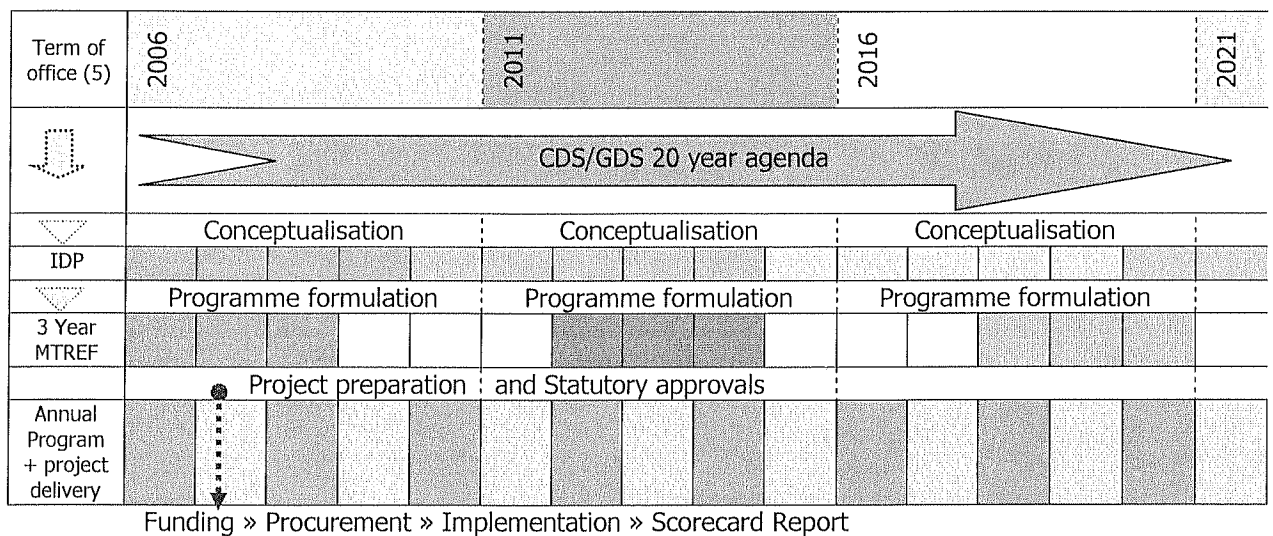 Term of
office (5)
2006
2011
2016
2021
CDS/GDS 20 year agenda
Conceptualisation
Conceptualisation
Conceptualisation
IDP
Programme formulation
Programme formulation
Programme formulation
3 Year
MTREF
Project preparation and Statutory approvals
Annual
Program
+ project
delivery
Funding » Procurement » Implementation » Scorecard Report